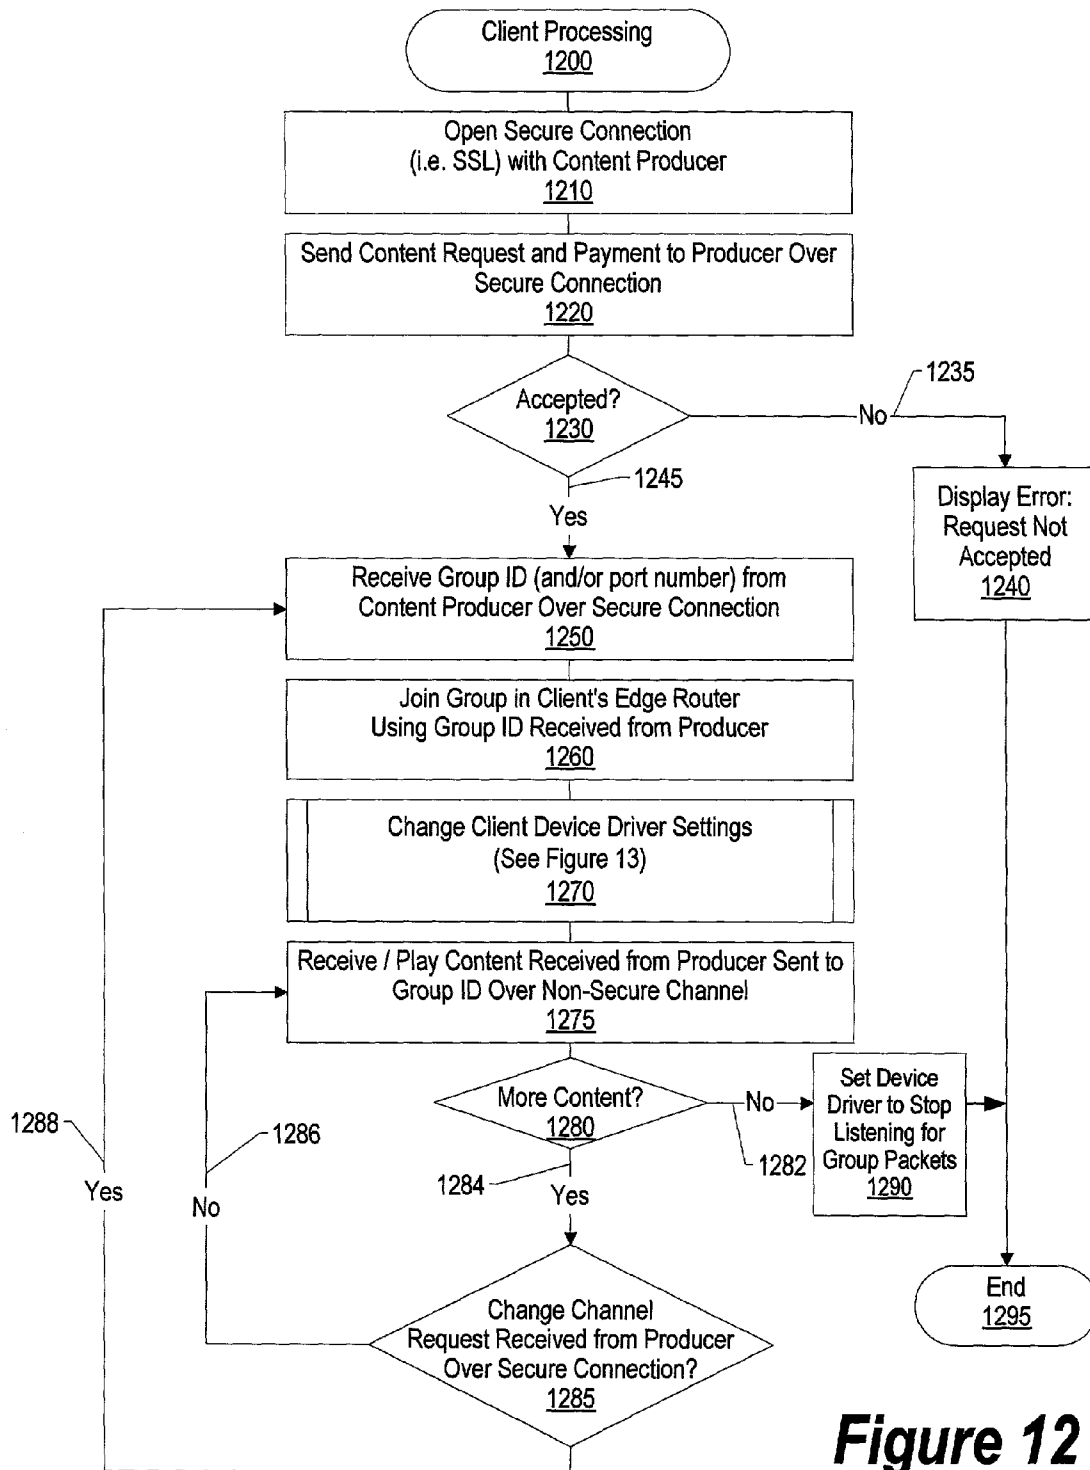 Client Processing
1200
Open Secure Connection
(i.e. SSL) with Content Producer
1210
Send Content Request and Payment to Producer Over
Secure Connection
1220
Accepted?
1230
No
1235
1245
Yes
Display Error:
Request Not
Accepted
1240
Receive Group ID (and/or port number) from
Content Producer Over Secure Connection
1250
Join Group in Client's Edge Router
Using Group ID Received from Producer
1260
Change Client Device Driver Settings
(See Figure 13)
1270
Receive / Play Content Received from Producer Sent to
Group ID Over Non-Secure Channel
1275
More Content?
1280
No
1282
Set Device
Driver to Stop
Listening for
Group Packets
1290
1284
Yes
1288
Yes
1286
No
Change Channel
Request Received from Producer
Over Secure Connection?
1285
End
1295
Figure 12